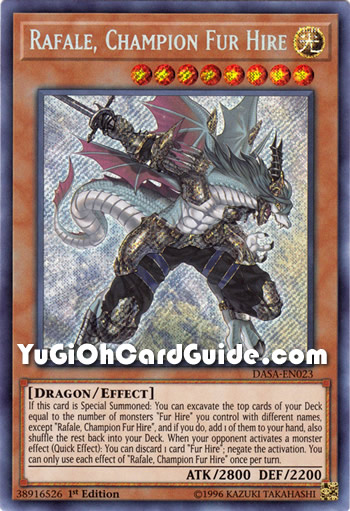 RAFALE, CHAMPION FUR HIRE
YuGiOhCardGuide.com
DASA-EN023
[DRAGON/EFFECT]
If this card is Special Summoned: You can excavate the top cards of your Deck
equal to the number of monsters "Fur Hire" you control with different names,
except "Rafale, Champion Fur Hire", and if you do, add 1 of them to your hand, also
shuffle the rest back into your Deck. When your opponent activates a monster
effect (Quick Effect): You can discard 1 card "Fur Hire"; negate the activation. You
can only use each effect of "Rafale, Champion Fur Hire" once per turn.
ATK/2800 DEF/2200
38916526 1st Edition ©1996 KAZUKI TAKAHASHI